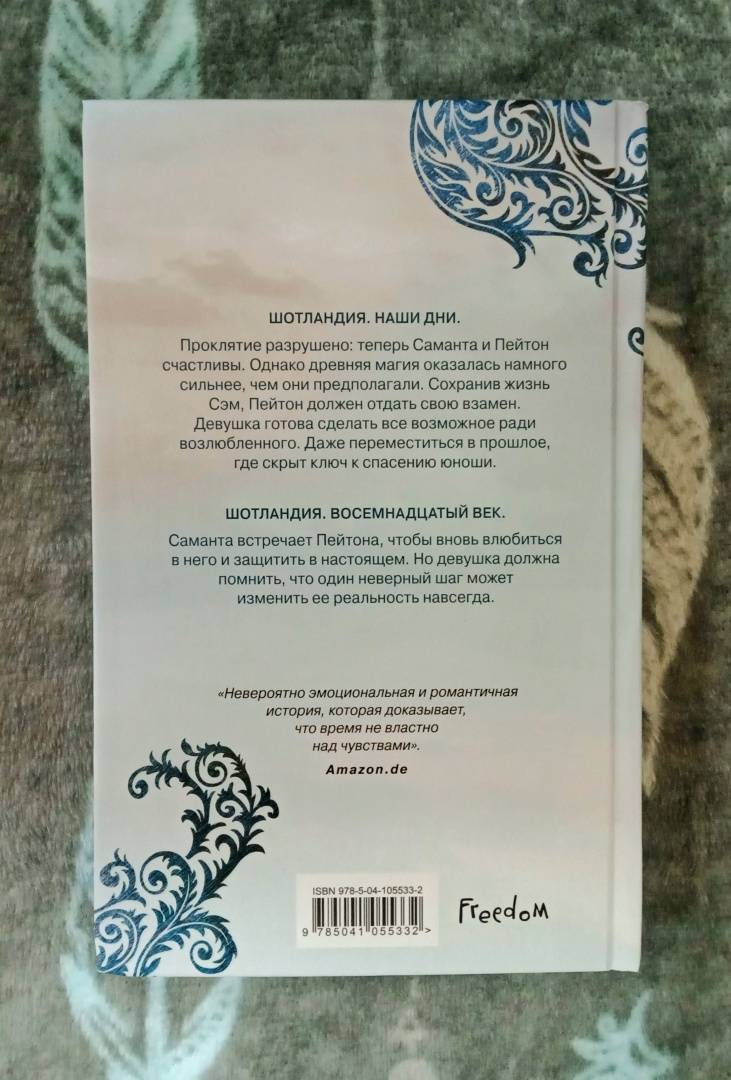 ШОТЛАНДИЯ. НАШИ ДНИ.
Проклятие разрушено: теперь Саманта и Пейтон
счастливы. Однако древняя магия оказалась намного
сильнее, чем они предполагали. Сохранив жизнь
Сэм, Пейтон должен отдать свою взамен.
Девушка готова сделать все возможное ради
возлюбленного. Даже переместиться в прошлое,
где скрыт ключ к спасению юноши.
ШОТЛАНДИЯ. ВОСЕМНАДЦАТЫЙ ВЕК.
Саманта встречает Пейтона, чтобы вновь влюбиться
в него и защитить в настоящем. Но девушка должна
помнить, что один неверный шаг может
изменить ее реальность навсегда.
«Невероятно эмоциональная и романтичная
история, которая доказывает,
что время не властно
над чувствами».
Amazon.de
ISBN 978-5-04-105533-2
9 785041 055332 >
Freedom